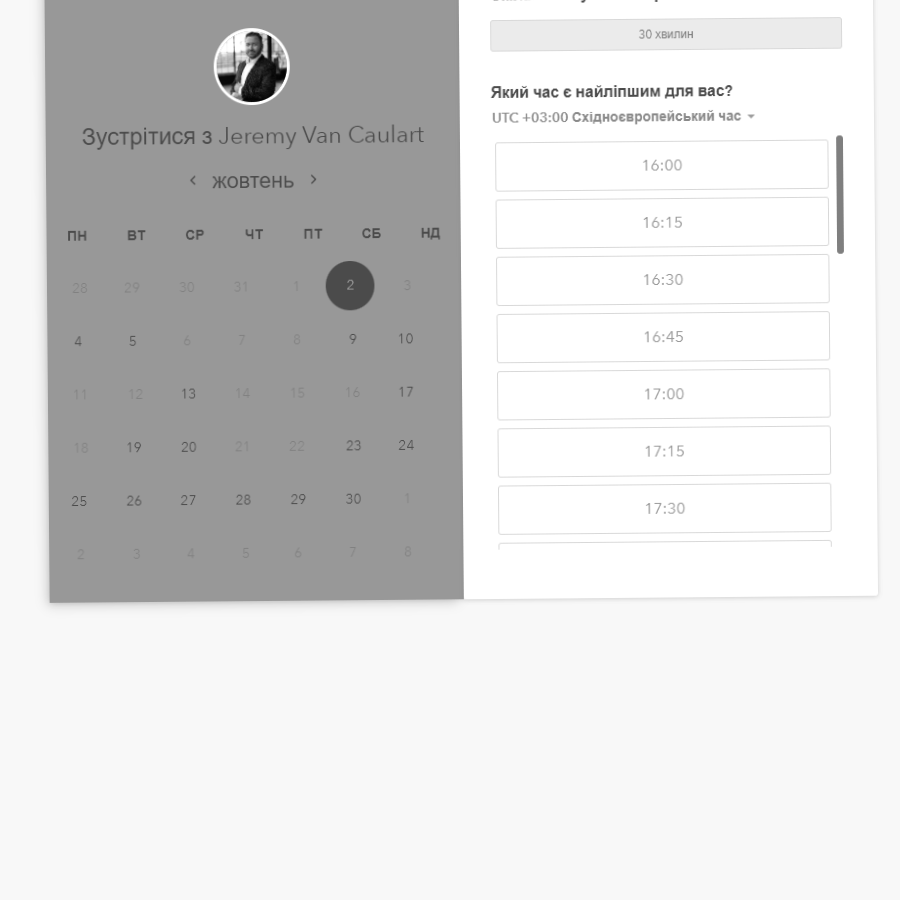 Зустрітися з Jeremy Van Caulart
жовтень
ПН ВТ СР ЧТ ПТ СБ НД
28 29 30 31 1 2 3
4 5 6 7 8 9 10
11 12 13 14 15 16 17
18 19 20 21 22 23 24
25 26 27 28 29 30 1
2 3 4 5 6 7 8
30 хвилин
Який час є найліпшим для вас?
UTC +03:00 Східноєвропейський час
16:00
16:15
16:30
16:45
17:00
17:15
17:30